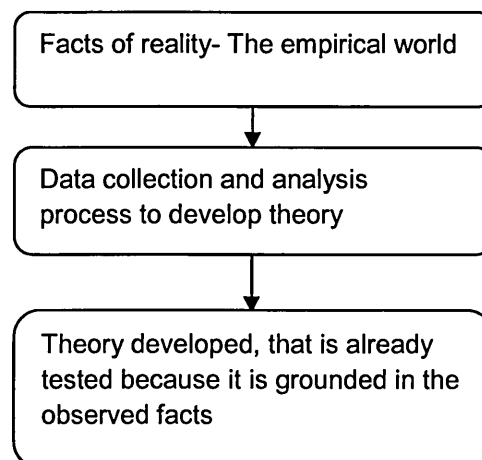 Facts of reality- The empirical world
Data collection and analysis
process to develop theory
Theory developed, that is already
tested because it is grounded in the
observed facts